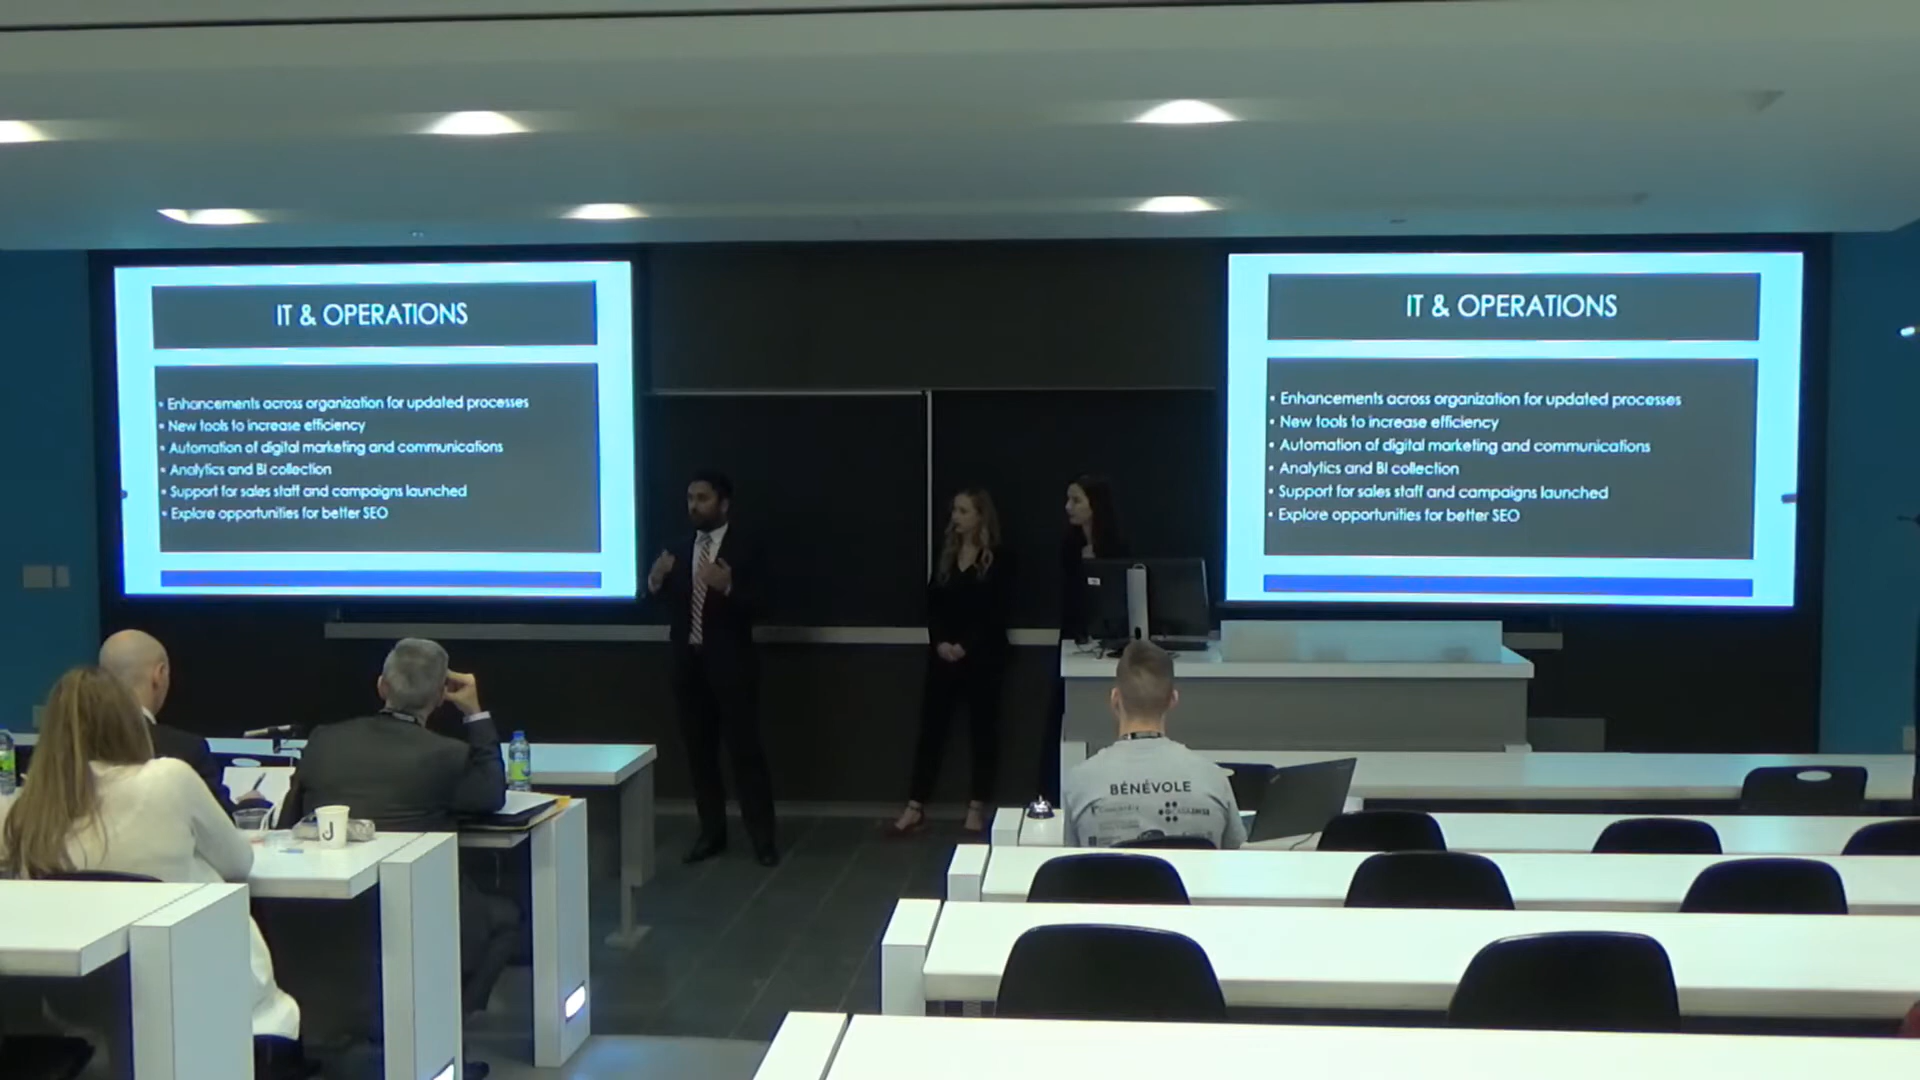 IT & OPERATIONS
• Enhancements across organization for updated processes
• New tools to increase efficiency
• Automation of digital marketing and communications
• Analytics and BI collection
• Support for sales staff and campaigns launched
• Explore opportunities for better SEO
IT & OPERATIONS
• Enhancements across organization for updated processes
• New tools to increase efficiency
• Automation of digital marketing and communications
• Analytics and BI collection
• Support for sales staff and campaigns launched
• Explore opportunities for better SEO
BÉNÉVOLE
J